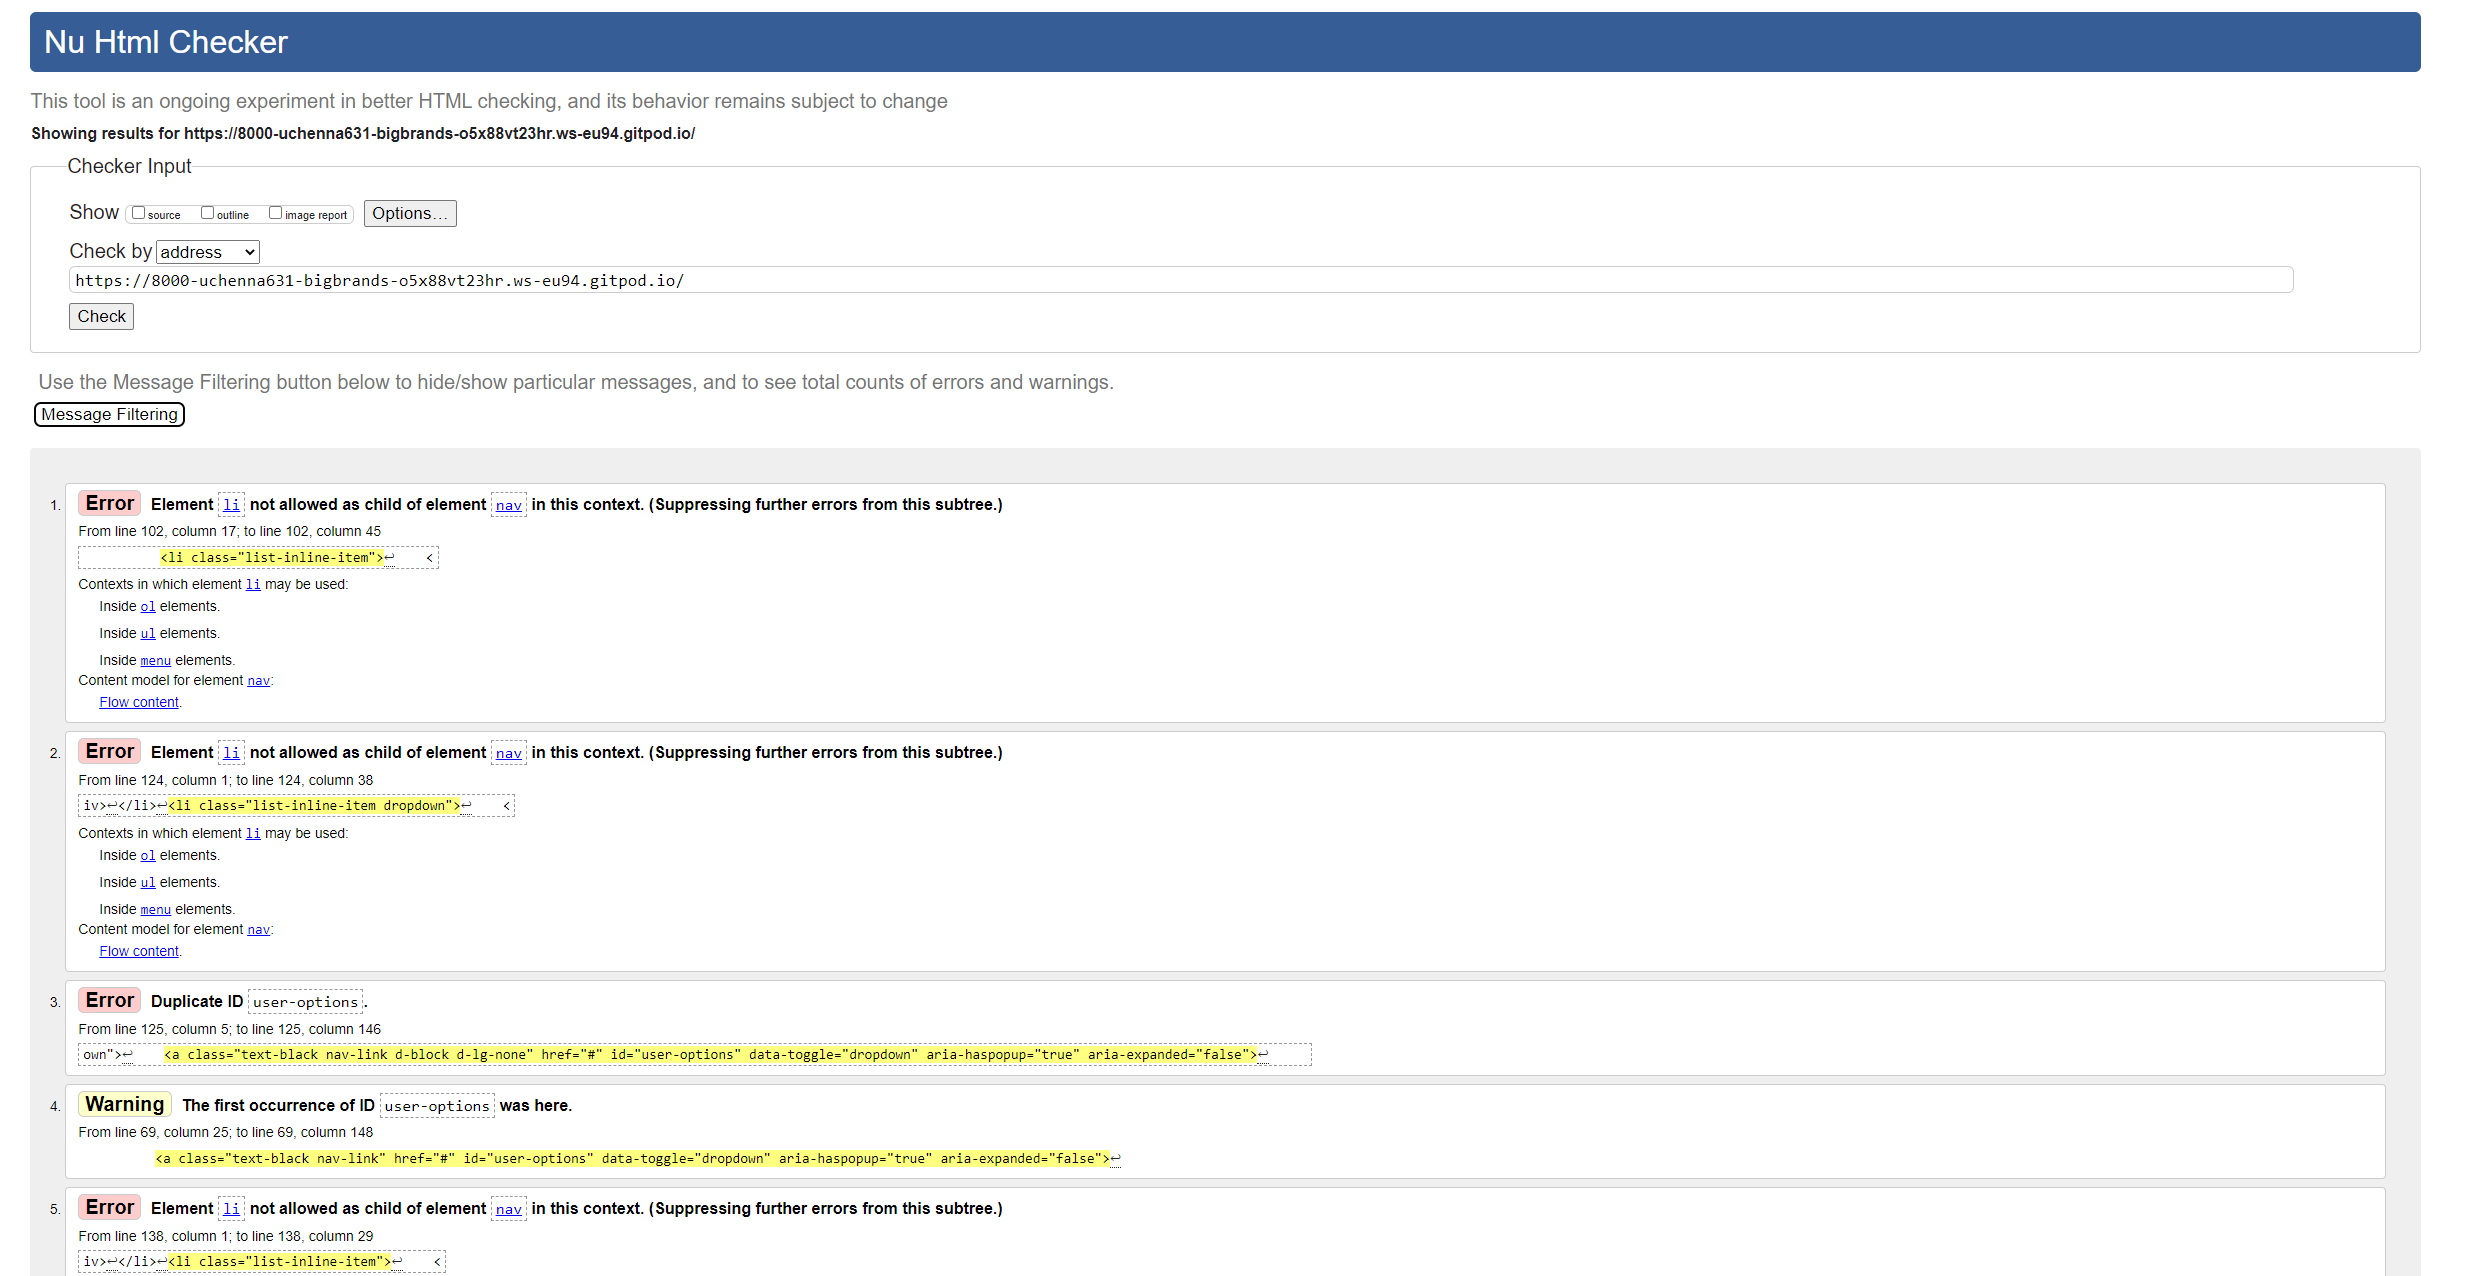 Nu Html Checker
This tool is an ongoing experiment in better HTML checking, and its behavior remains subject to change
Showing results for https://8000-uchenna631-bigbrands-o5x88vt23hr.ws-eu94.gitpod.io/
Checker Input
Show source outline image report Options...
Check by address
https://8000-uchenna631-bigbrands-o5x88vt23hr.ws-eu94.gitpod.io/
Check
Use the Message Filtering button below to hide/show particular messages, and to see total counts of errors and warnings.
Message Filtering
1. Error Element li not allowed as child of element nav in this context. (Suppressing further errors from this subtree.)
From line 102, column 17; to line 102, column 45
<li class="list-inline-item">↩ <
Contexts in which element li may be used:
Inside ol elements.
Inside ul elements.
Inside menu elements.
Content model for element nav:
Flow content.
2. Error Element li not allowed as child of element nav in this context. (Suppressing further errors from this subtree.)
From line 124, column 1; to line 124, column 38
iv>↩</li>↩<li class="list-inline-item dropdown">↩ <
Contexts in which element li may be used:
Inside ol elements.
Inside ul elements.
Inside menu elements.
Content model for element nav:
Flow content.
3. Error Duplicate ID user-options.
From line 125, column 5; to line 125, column 146
own">↩ <a class="text-black nav-link d-block d-lg-none" href="#" id="user-options" data-toggle="dropdown" aria-haspopup="true" aria-expanded="false">↩
4. Warning The first occurrence of ID user-options was here.
From line 69, column 25; to line 69, column 148
<a class="text-black nav-link" href="#" id="user-options" data-toggle="dropdown" aria-haspopup="true" aria-expanded="false">↩
5. Error Element li not allowed as child of element nav in this context. (Suppressing further errors from this subtree.)
From line 138, column 1; to line 138, column 29
iv>↩</li>↩<li class="list-inline-item">↩ <